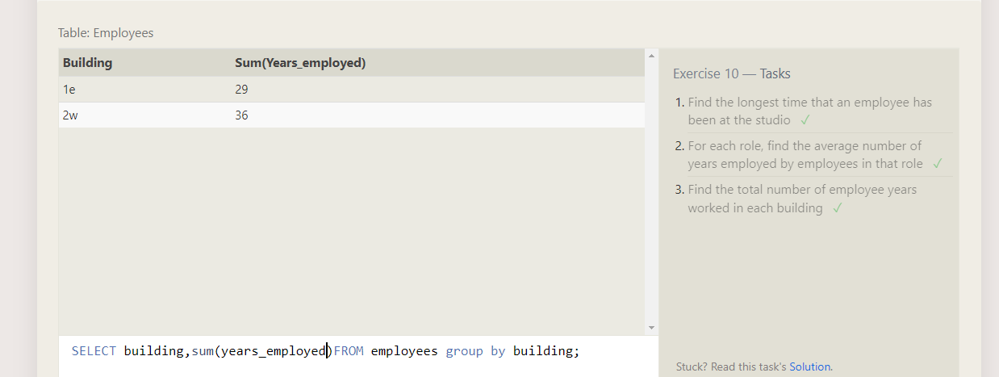 Table: Employees
Building Sum(Years_employed)
1e 29
2w 36
SELECT building,sum(years_employed)FROM employees group by building;
Exercise 10 — Tasks
1. Find the longest time that an employee has
been at the studio ✓
2. For each role, find the average number of
years employed by employees in that role ✓
3. Find the total number of employee years
worked in each building ✓
Stuck? Read this task's Solution.